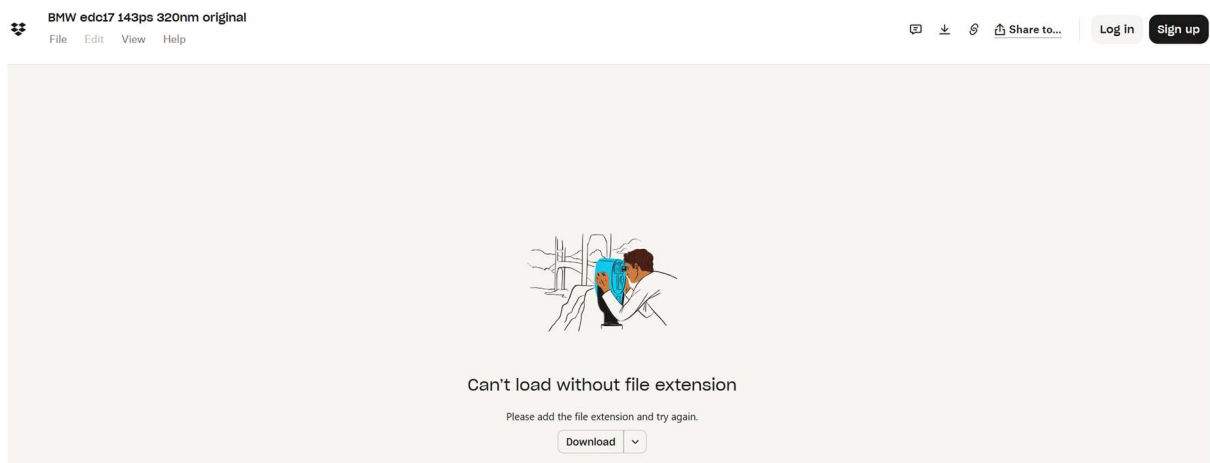 BMW edc17 143ps 320nm original
File Edit View Help
Share to...
Log in
Sign up
Can't load without file extension
Please add the file extension and try again.
Download